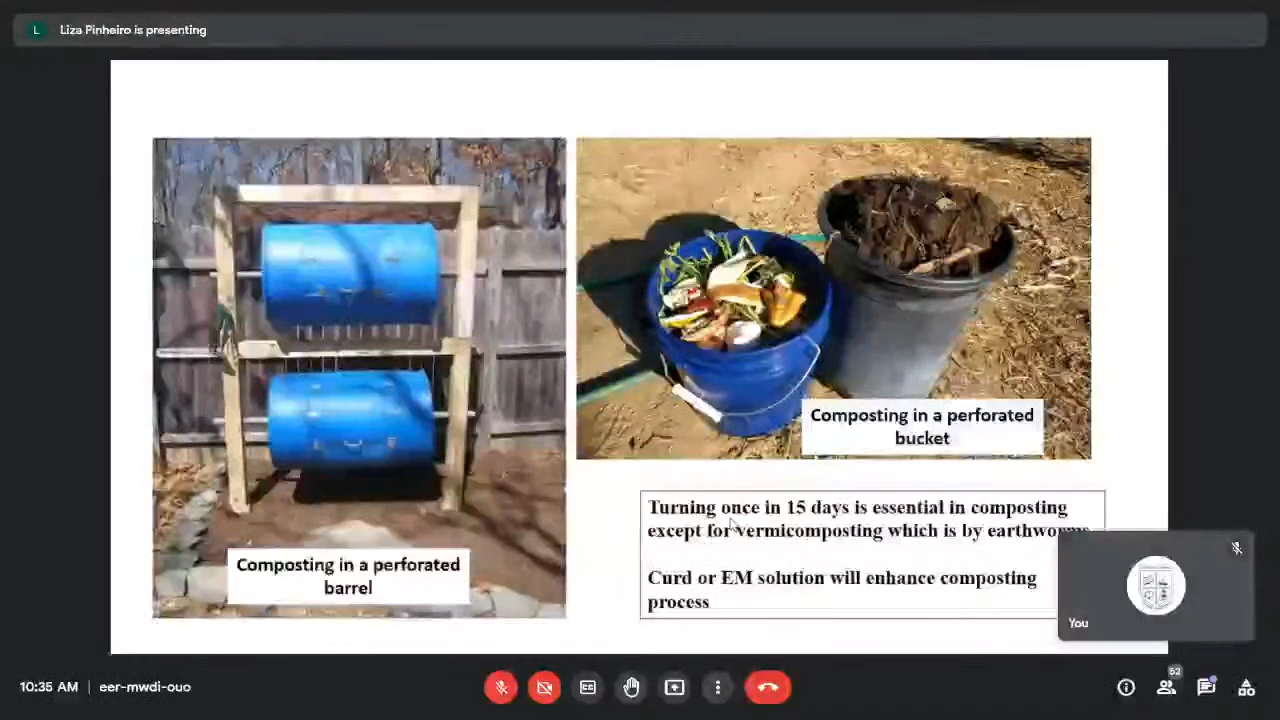 L Liza Pinheiro is presenting
Composting in a perforated
barrel
Composting in a perforated
bucket
Turning once in 15 days is essential in composting
except for vermicomposting which is by earthworms
Curd or EM solution will enhance composting
process
You
10:35 AM | eer-mwdi-uuo
52